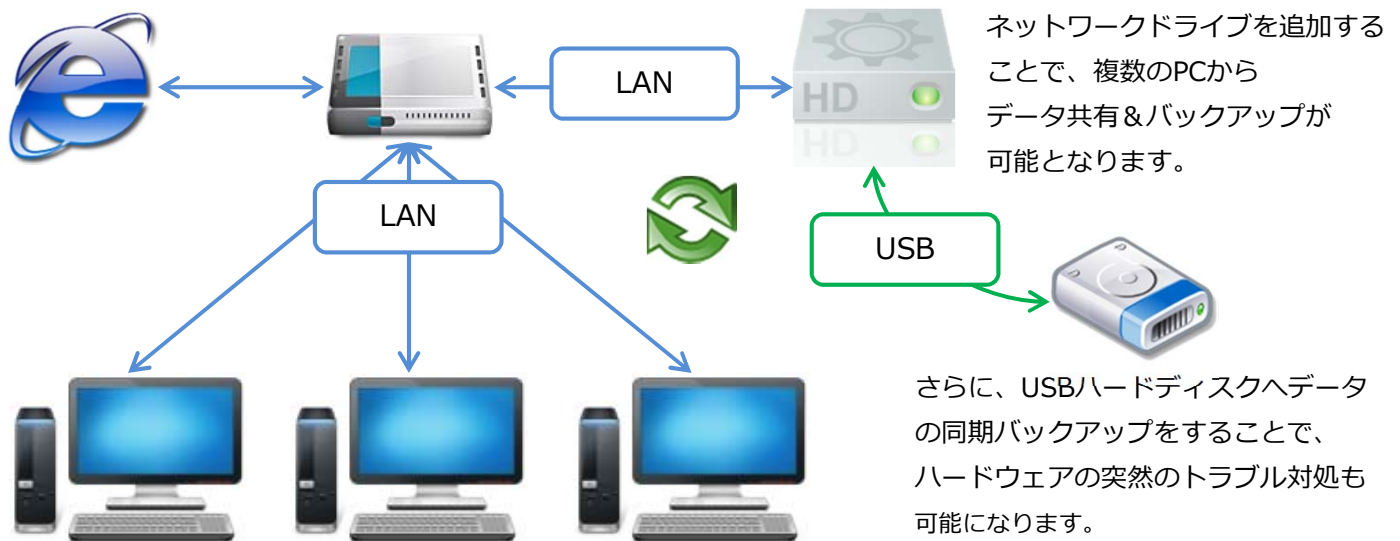 ネットワークドライブを追加する
ことで、複数のPCから
データ共有＆バックアップが
可能となります。
LAN
HD
HD
LAN
USB
さらに、USBハードディスクへデータ
の同期バックアップをすることで、
ハードウェアの突然のトラブル対処も
可能になります。